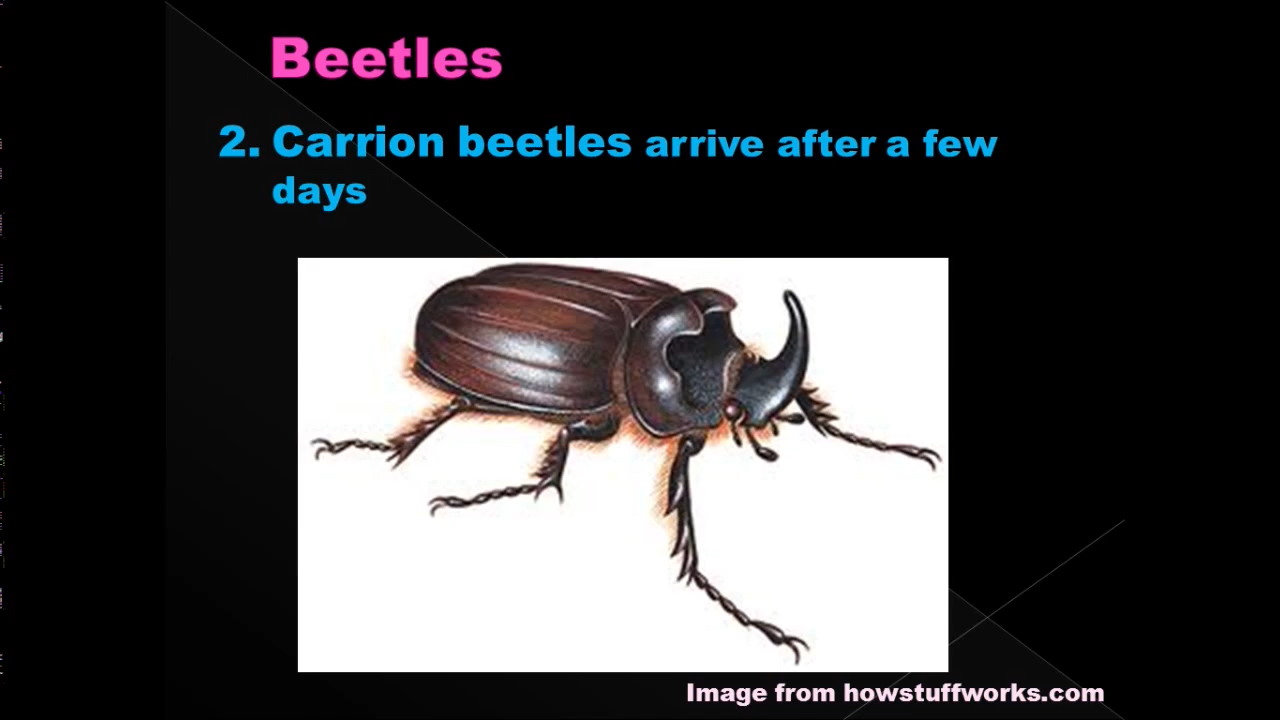 Beetles
2. Carrion beetles arrive after a few
days
Image from howstuffworks.com